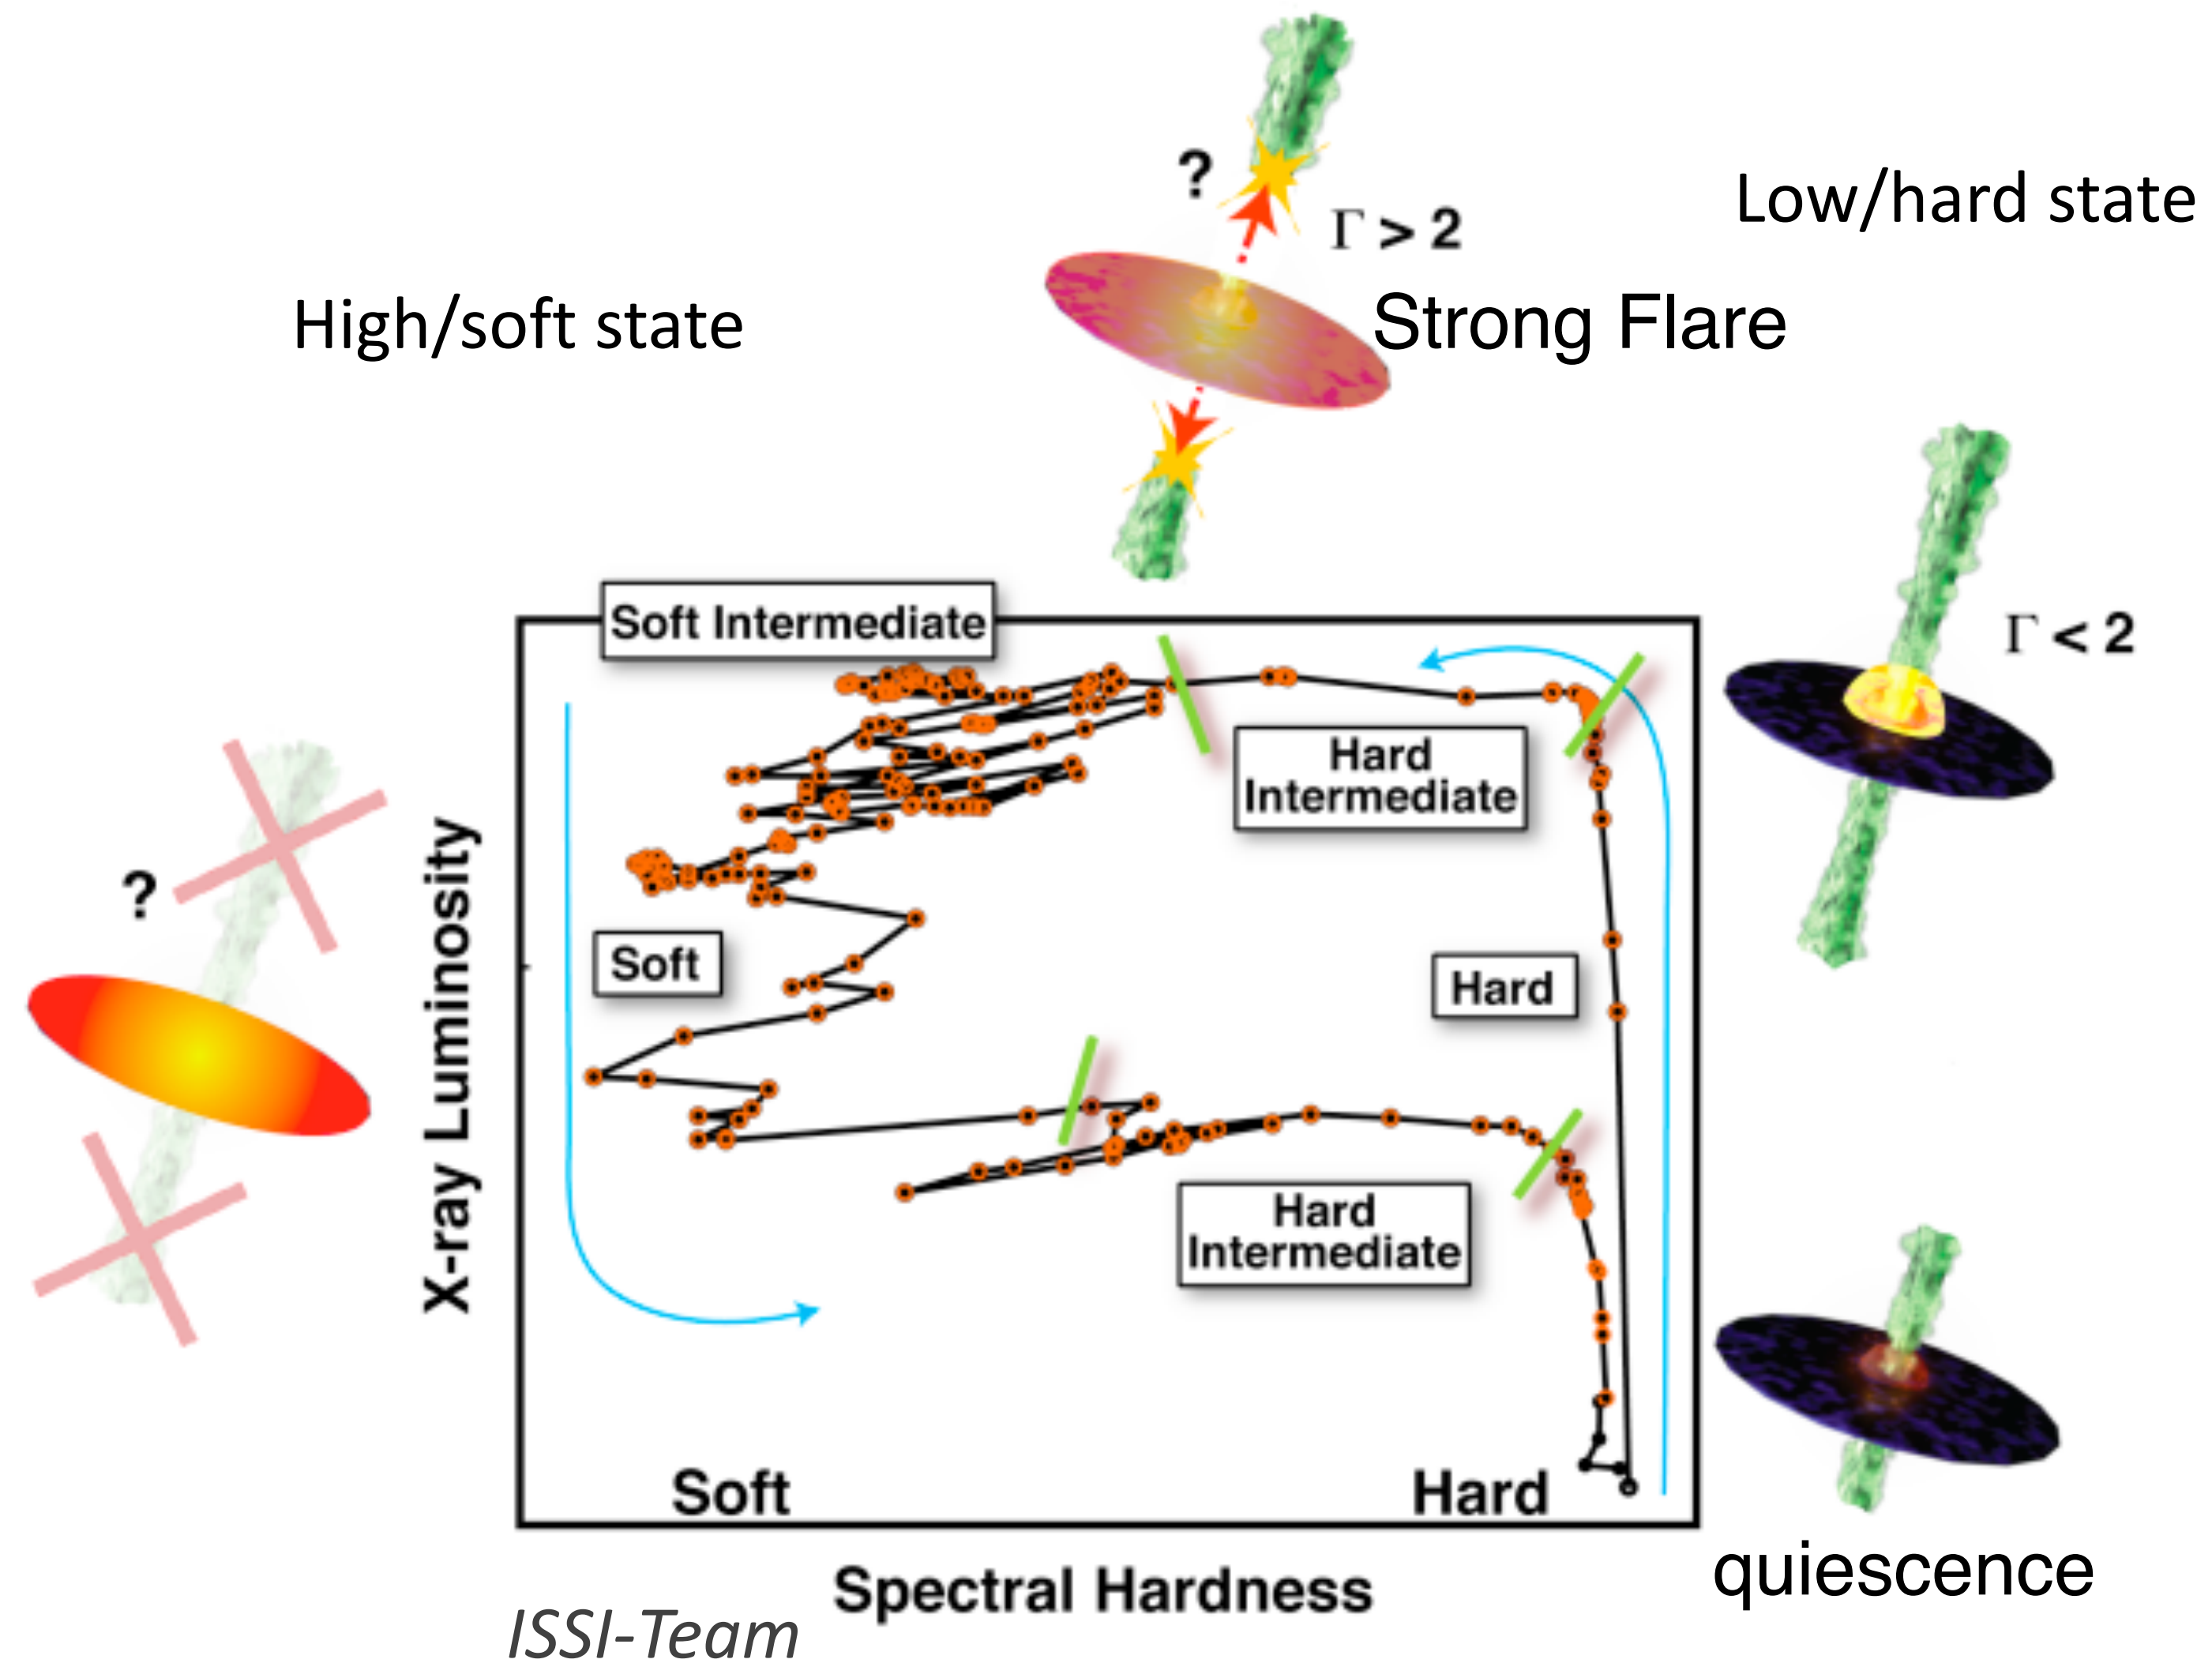 ?
Γ > 2
Low/hard state
High/soft state
Strong Flare
Soft Intermediate
Γ < 2
Hard
Intermediate
?
X-ray Luminosity
Soft
Hard
Hard
Intermediate
Soft
Hard
quiescence
Spectral Hardness
ISSI-Team